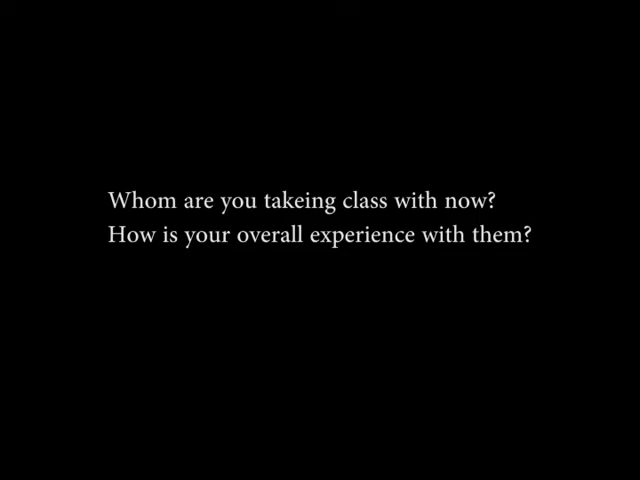 Whom are you takeing class with now?
How is your overall experience with them?